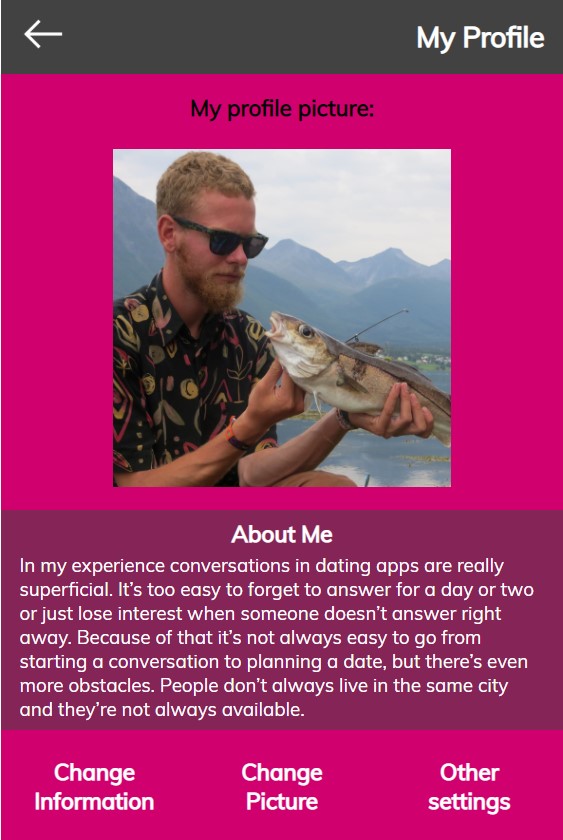 My Profile
My profile picture:
About Me
In my experience conversations in dating apps are really
superficial. It’s too easy to forget to answer for a day or two
or just lose interest when someone doesn’t answer right
away. Because of that it’s not always easy to go from
starting a conversation to planning a date, but there’s even
more obstacles. People don’t always live in the same city
and they’re not always available.
Change
Information
Change
Picture
Other
settings